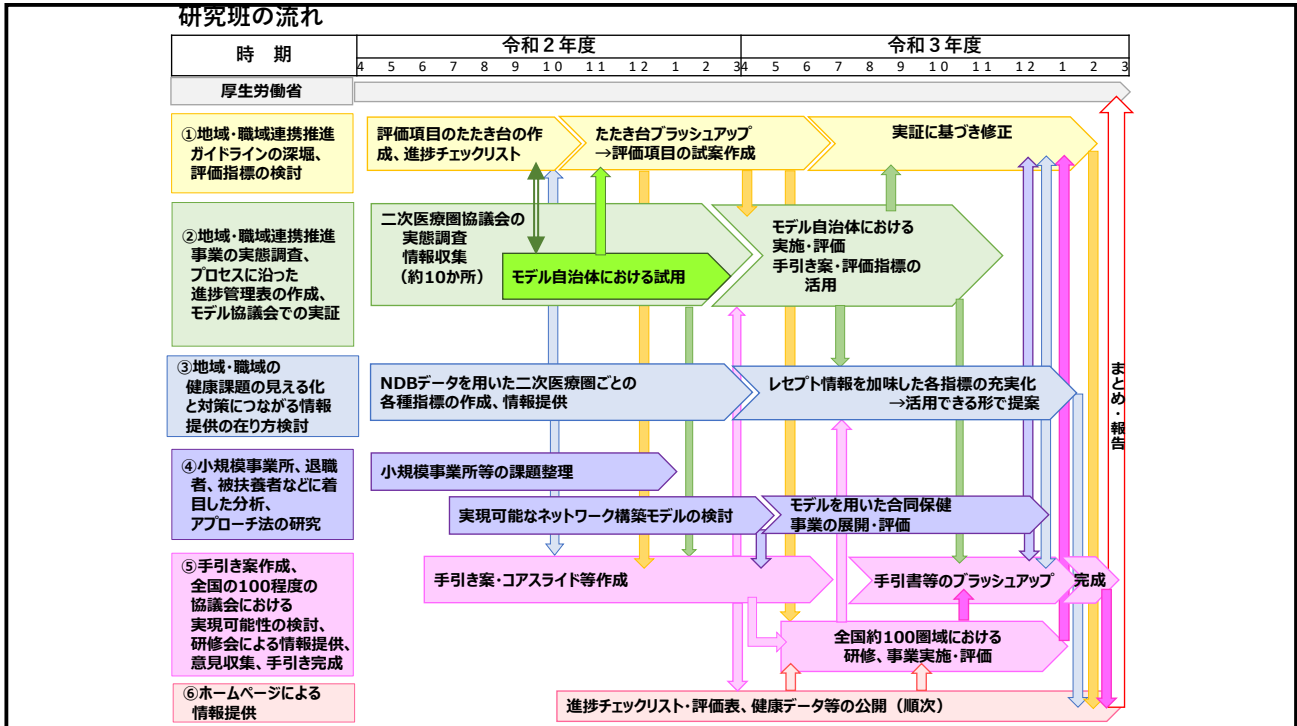 研究班の流れ
時 期
令和２年度
令和３年度
4 5 6 7 8 9 10 11 12 1 2 3
4 5 6 7 8 9 10 11 12 1 2 3
厚生労働省
①地域・職域連携推進
ガイドラインの深堀、
評価指標の検討
評価項目のたたき台の作
成、進捗チェックリスト
たたき台ブラッシュアップ
→評価項目の試案作成
実証に基づき修正
②地域・職域連携推進
事業の実態調査、
プロセスに沿った
進捗管理表の作成、
モデル協議会での実証
二次医療圏協議会の
実態調査
情報収集
（約10か所）
モデル自治体における試用
モデル自治体における
実施・評価
手引き案・評価指標の
活用
③地域・職域の
健康課題の見える化
と対策につながる情報
提供の在り方検討
NDBデータを用いた二次医療圏ごとの
各種指標の作成、情報提供
レセプト情報を加味した各指標の充実化
→活用できる形で提案
まとめ・報告
④小規模事業所、退職
者、被扶養者などに着
目した分析、
アプローチ法の研究
小規模事業所等の課題整理
実現可能なネットワーク構築モデルの検討
モデルを用いた合同保健
事業の展開・評価
⑤手引き案作成、
全国の100程度の
協議会における
実現可能性の検討、
研修会による情報提供、
意見収集、手引き完成
手引き案・コアスライド等作成
手引書等のブラッシュアップ
完成
全国約100圏域における
研修、事業実施・評価
⑥ホームページによる
情報提供
進捗チェックリスト・評価表、健康データ等の公開（順次）